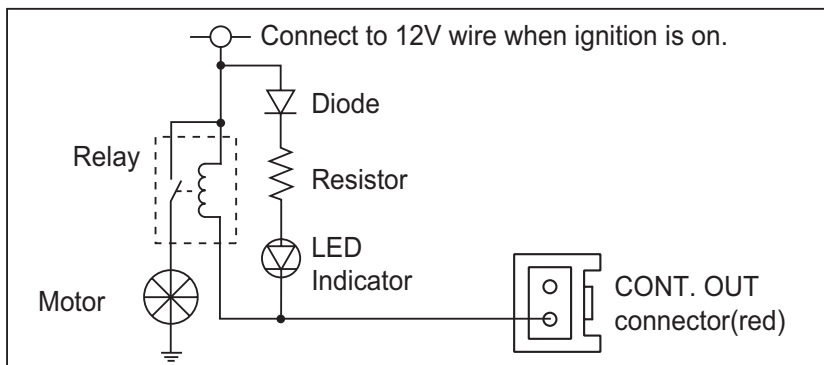 Connect to 12V wire when ignition is on.
Diode
Relay
Resistor
LED
Indicator
Motor
CONT. OUT
connector(red)